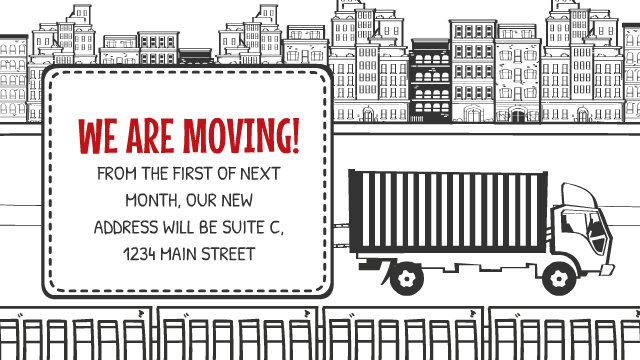 WE ARE MOVING!
FROM THE FIRST OF NEXT
MONTH, OUR NEW
ADDRESS WILL BE SUITE C,
1234 MAIN STREET